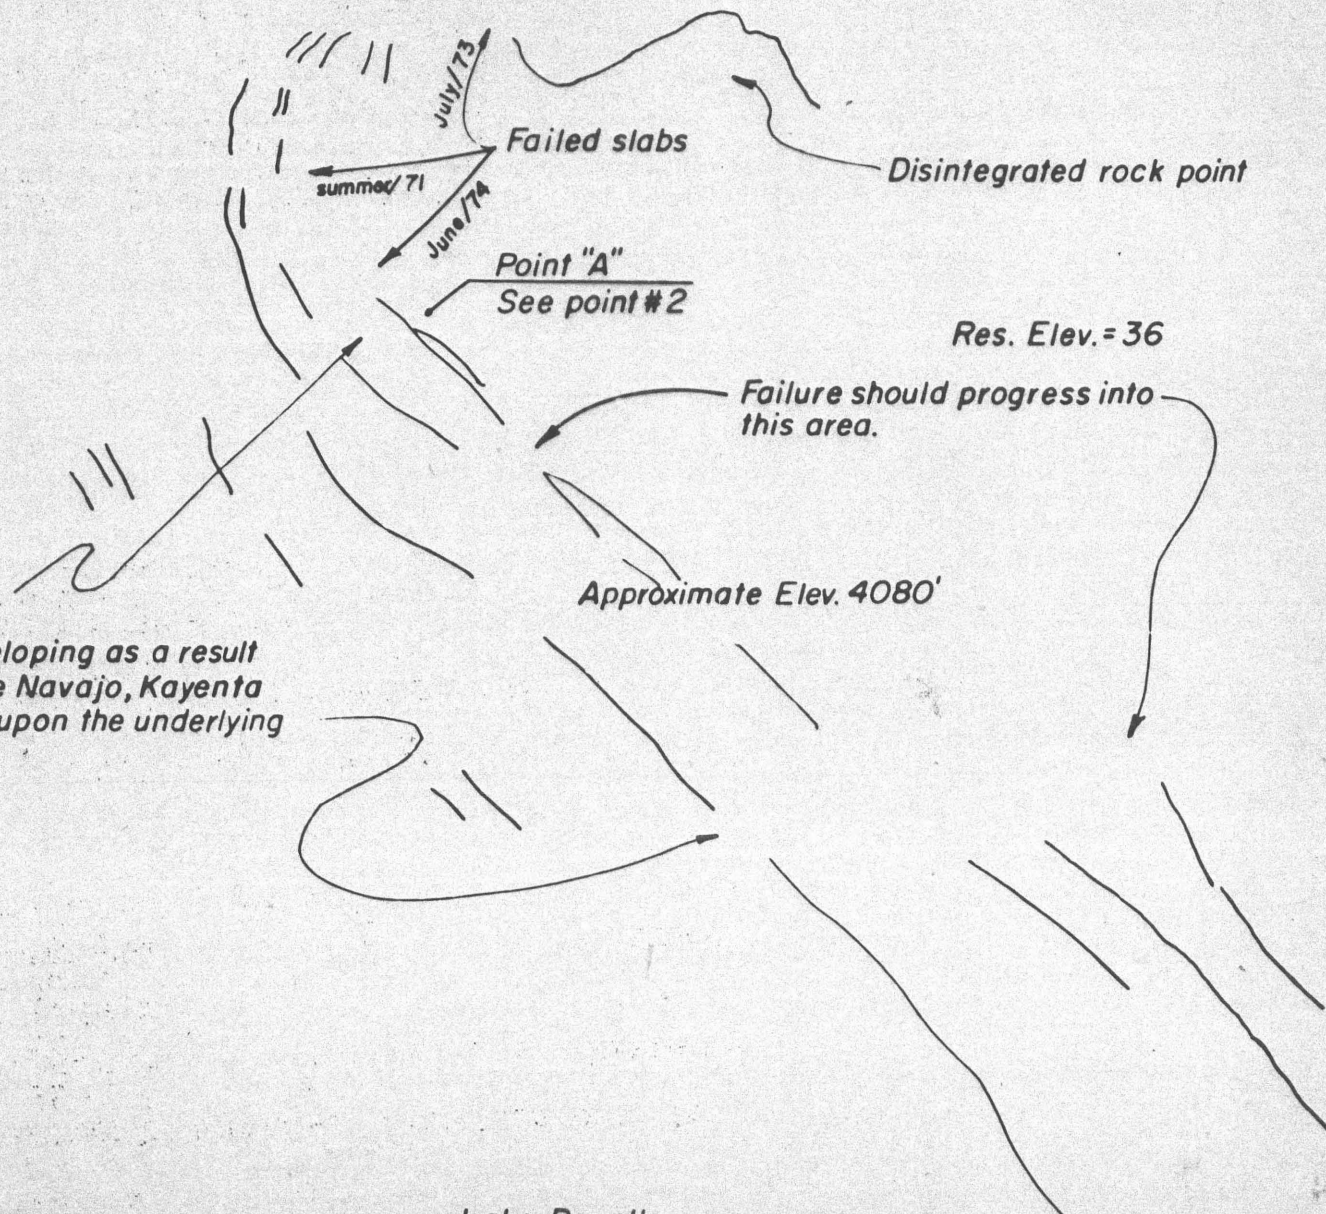 July/73
Failed slabs
summer/71
Disintegrated rock point
June/74
Point "A"
See point #2
Res. Elev.=36
Failure should progress into
this area.
Approximate Elev. 4080'
eloping as a result
e Navajo, Kayenta
upon the underlying